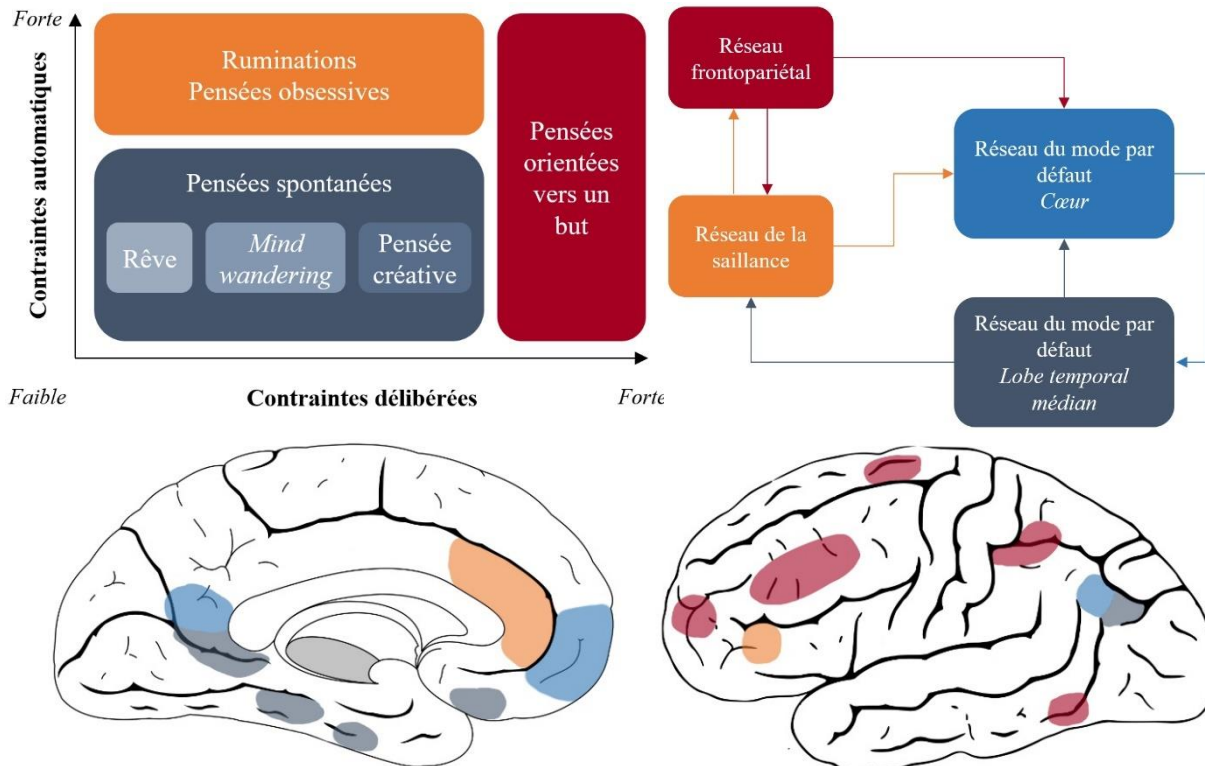 Forte
Contraintes automatiques
Ruminations
Pensées obsessives
Pensées spontanées
Rêve
Mind
wandering
Pensée
créative
Pensées
orientées
vers un
but
Faible
Contraintes délibérées
Forte
Réseau
frontopariétal
Réseau de la
saillance
Réseau du mode par
défaut
Cœur
Réseau du mode par
défaut
Lobe temporal
médian